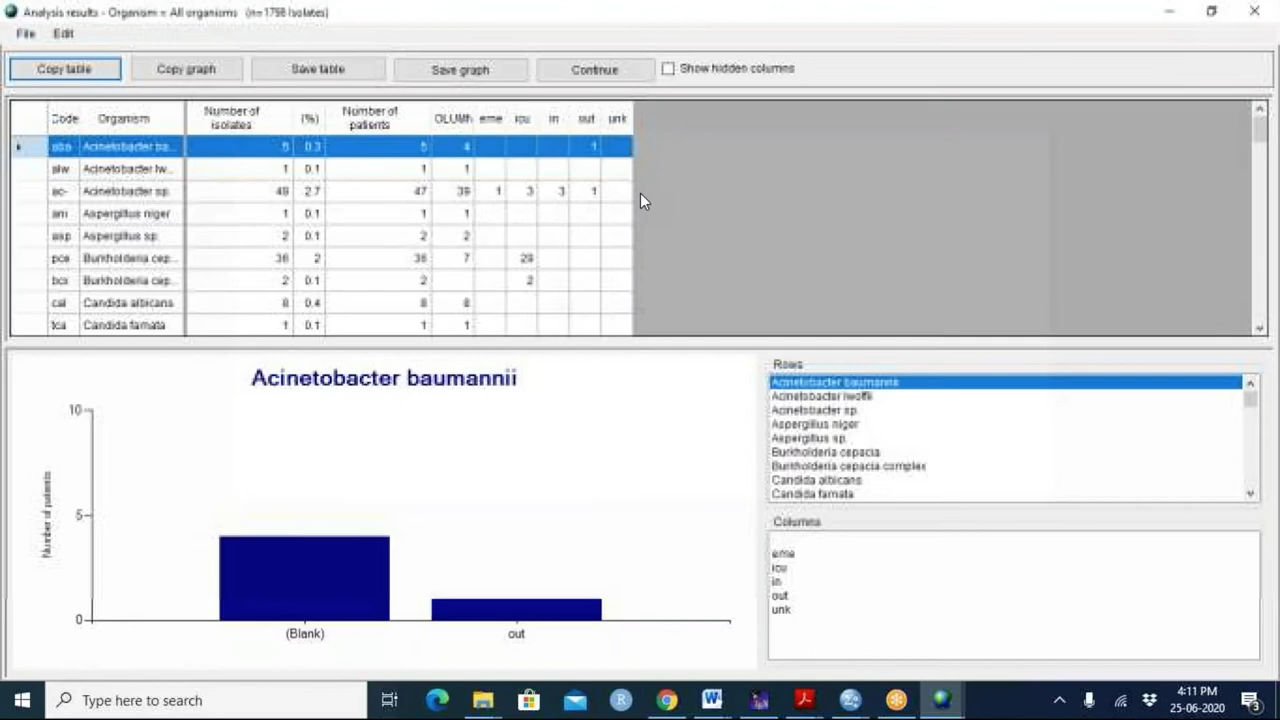 Analysis results - Organism = All organisms (n=1798 Isolates)
File Edit
Copy table Copy graph Save table Save graph Continue Show hidden columns
Code Organism Number of isolates (%) Number of patients eme icu in out unk
aba Acinetobacter ba... 5 0.3 5 4 1
alw Acinetobacter lw... 1 0.1 1 1
ac- Acinetobacter sp. 2.7 47 39 1 3 3 1
ani Aspergillus niger 1 0.1 1 1
asp Aspergillus sp. 2 0.1 2 2
pce Burkholderia cep... 2 7
bcx Burkholderia cep... 2 0.1 2 2
cal Candida albicans 8 0.4 8 8
Candida famata 1 0.1 1 1
Acinetobacter baumannii
10
5
0
Number of patients
(Blank) out
Rows
Acinetobacter baumannii
Acinetobacter lwoffii
Acinetobacter sp.
Aspergillus niger
Aspergillus sp.
Burkholderia cepacia
Burkholderia cepacia complex
Candida albicans
Candida famata
Columns
eme
icu
in
out
unk
Type here to search
4:11 PM
25-06-2020